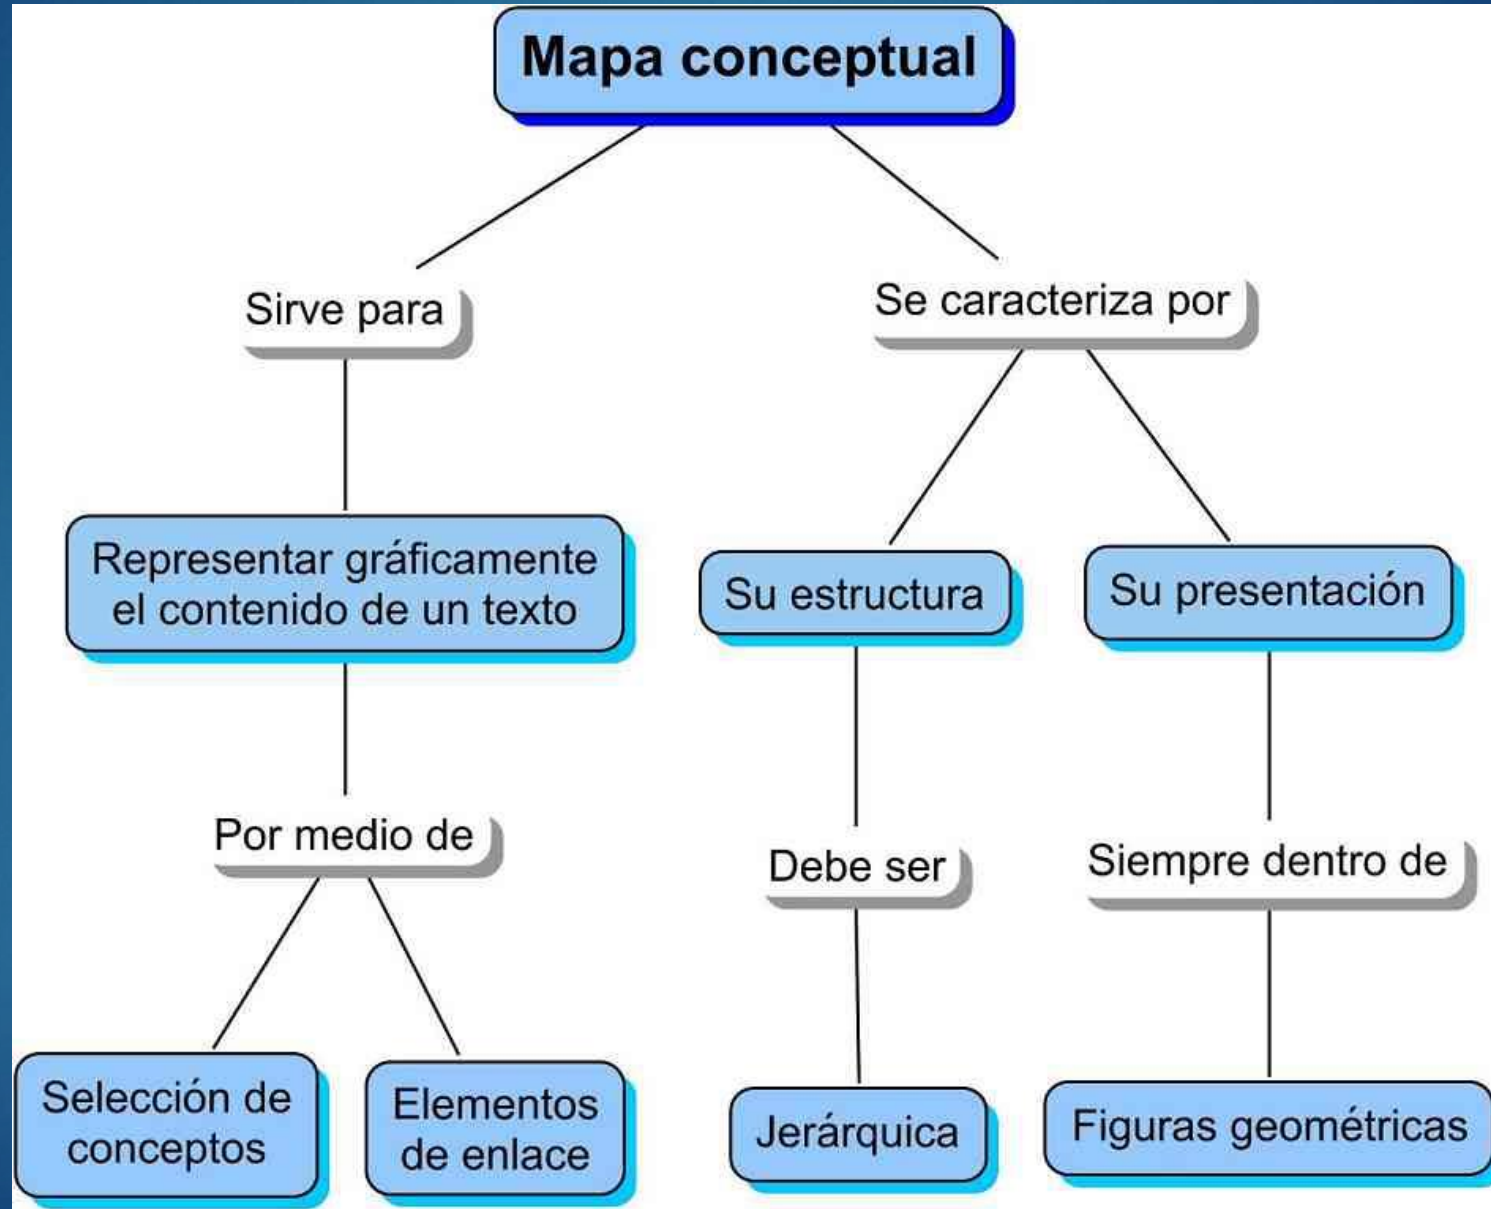 Mapa conceptual
Sirve para
Se caracteriza por
Representar gráficamente
el contenido de un texto
Su estructura
Su presentación
Por medio de
Debe ser
Siempre dentro de
Selección de
conceptos
Elementos
de enlace
Jerárquica
Figuras geométricas